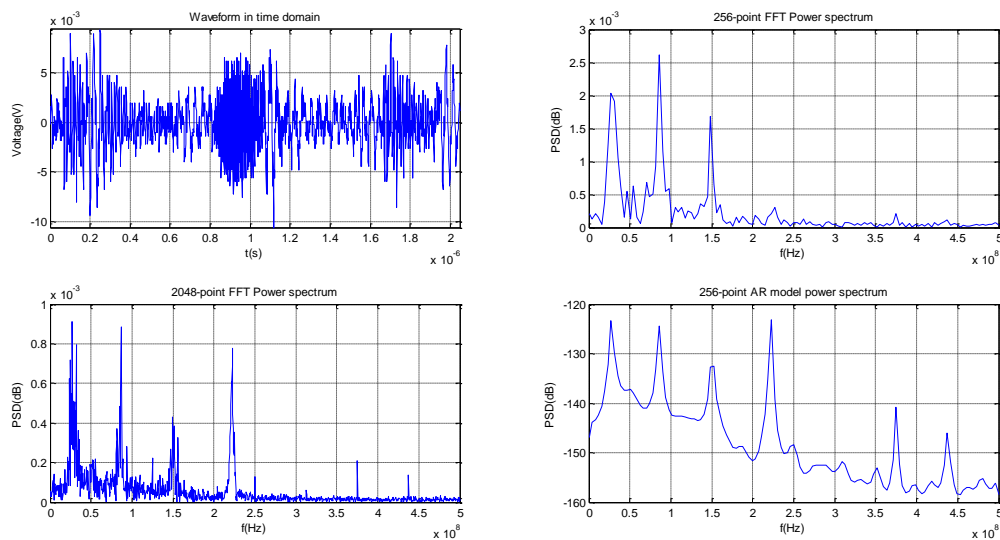 Waveform in time domain
x 10^-3
Voltage(V)
5
0
-5
-10
0 0.2 0.4 0.6 0.8 1 1.2 1.4 1.6 1.8 2
t(s)
x 10^-6
256-point FFT Power spectrum
x 10^-3
PSD(dB)
3
2.5
2
1.5
1
0.5
0
0 0.5 1 1.5 2 2.5 3 3.5 4 4.5 5
f(Hz)
x 10^8
2048-point FFT Power spectrum
x 10^-3
PSD(dB)
1
0.8
0.6
0.4
0.2
0
0 0.5 1 1.5 2 2.5 3 3.5 4 4.5 5
f(Hz)
x 10^8
256-point AR model power spectrum
PSD(dB)
-120
-130
-140
-150
-160
0 0.5 1 1.5 2 2.5 3 3.5 4 4.5 5
f(Hz)
x 10^8